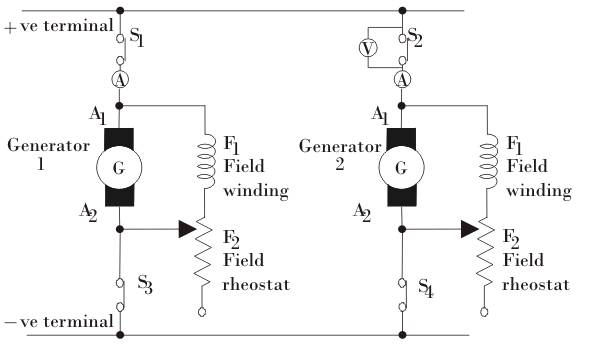 +ve terminal
S1
S2
V
A
A
A1
A1
Generator
1
G
F1
Field
winding
Generator
2
G
F1
Field
winding
A2
A2
F2
Field
rheostat
F2
Field
rheostat
S3
S4
−ve terminal